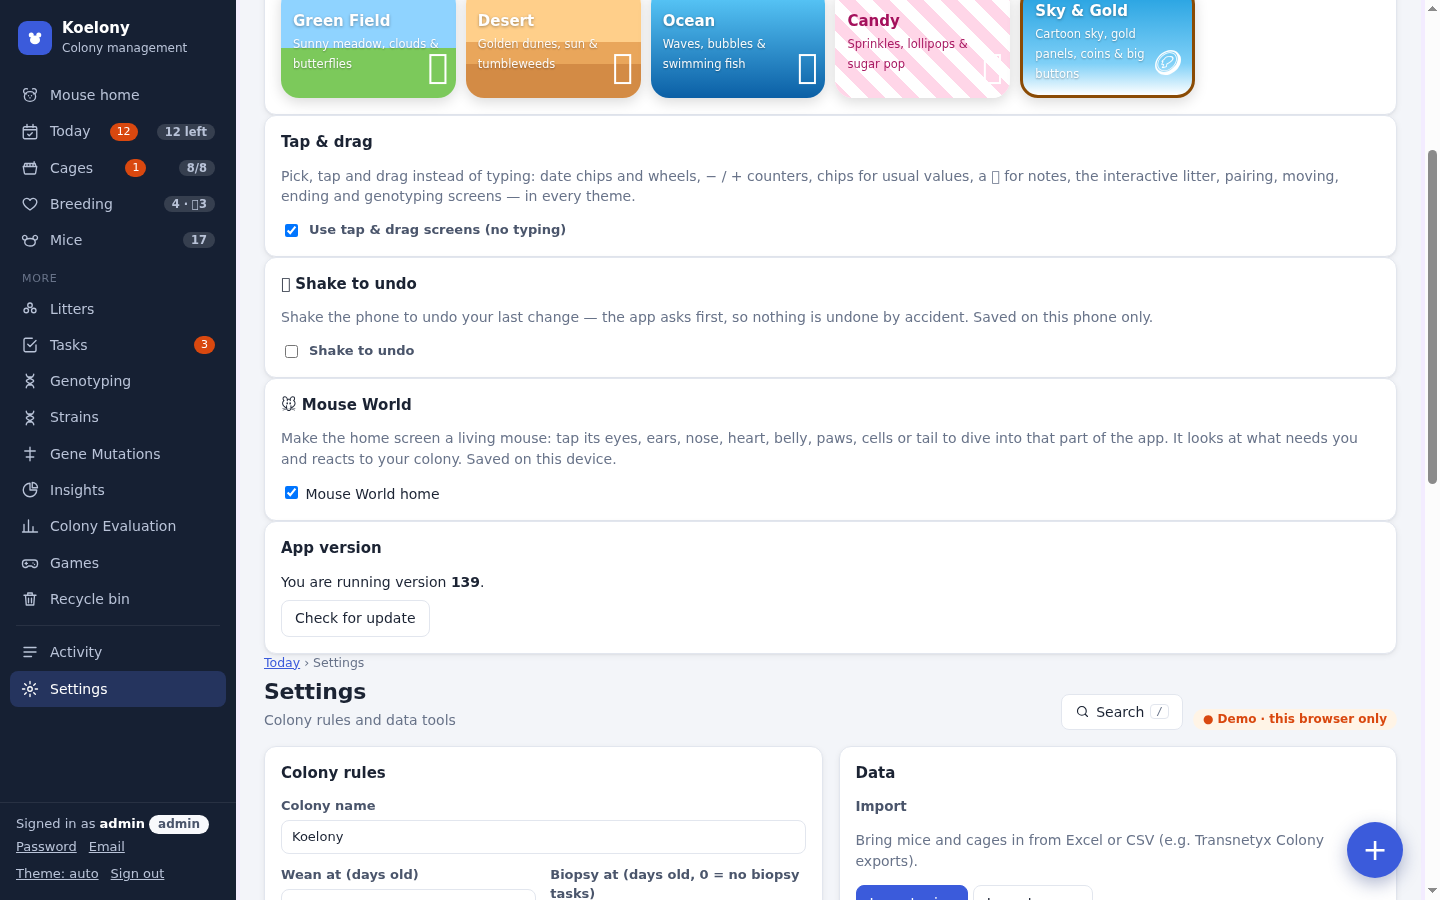 Koelony
Colony management
Mouse home
Today 12 12 left
Cages 1 8/8
Breeding 4 · 3
Mice 17
MORE
Litters
Tasks 3
Genotyping
Strains
Gene Mutations
Insights
Colony Evaluation
Games
Recycle bin
Activity
Settings
Signed in as admin admin
Password Email
Theme: auto Sign out
Green Field
Sunny meadow, clouds &
butterflies
Desert
Golden dunes, sun &
tumbleweeds
Ocean
Waves, bubbles &
swimming fish
Candy
Sprinkles, lollipops &
sugar pop
Sky & Gold
Cartoon sky, gold
panels, coins & big
buttons
Tap & drag
Pick, tap and drag instead of typing: date chips and wheels, − / + counters, chips for usual values, a for notes, the interactive litter, pairing, moving,
ending and genotyping screens — in every theme.
Use tap & drag screens (no typing)
Shake to undo
Shake the phone to undo your last change — the app asks first, so nothing is undone by accident. Saved on this phone only.
Shake to undo
Mouse World
Make the home screen a living mouse: tap its eyes, ears, nose, heart, belly, paws, cells or tail to dive into that part of the app. It looks at what needs you
and reacts to your colony. Saved on this device.
Mouse World home
App version
You are running version 139.
Check for update
Today › Settings
Settings
Colony rules and data tools
Search /
Demo · this browser only
Colony rules
Colony name
Koelony
Wean at (days old)
Biopsy at (days old, 0 = no biopsy
tasks)
Data
Import
Bring mice and cages in from Excel or CSV (e.g. Transnetyx Colony
exports).
+